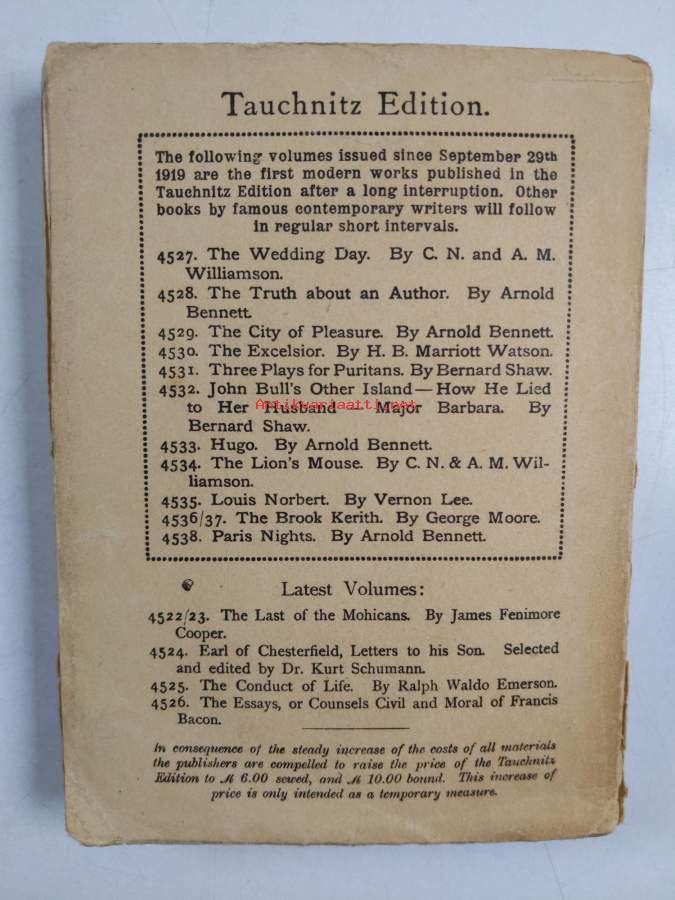 Tauchnitz Edition.
The following volumes issued since September 29th
1919 are the first modern works published in the
Tauchnitz Edition after a long interruption. Other
books by famous contemporary writers will follow
in regular short intervals.
4527. The Wedding Day. By C. N. and A. M.
Williamson.
4528. The Truth about an Author. By Arnold
Bennett.
4529. The City of Pleasure. By Arnold Bennett.
4530. The Excelsior. By H. B. Marriott Watson.
4531. Three Plays for Puritans. By Bernard Shaw.
4532. John Bull's Other Island — How He Lied
to Her Husband — Major Barbara. By
Antikvariaatti.net
Bernard Shaw.
4533. Hugo. By Arnold Bennett.
4534. The Lion's Mouse. By C. N. & A. M. Wil-
liamson.
4535. Louis Norbert. By Vernon Lee.
4536/37. The Brook Kerith. By George Moore.
4538. Paris Nights. By Arnold Bennett.
Latest Volumes:
4522/23. The Last of the Mohicans. By James Fenimore
Cooper.
4524. Earl of Chesterfield, Letters to his Son. Selected
and edited by Dr. Kurt Schumann.
4525. The Conduct of Life. By Ralph Waldo Emerson.
4526. The Essays, or Counsels Civil and Moral of Francis
Bacon.
In consequence of the steady increase of the costs of all materials
the publishers are compelled to raise the price of the Tauchnitz
Edition to ℳ 6.00 sewed, and ℳ 10.00 bound. This increase of
price is only intended as a temporary measure.